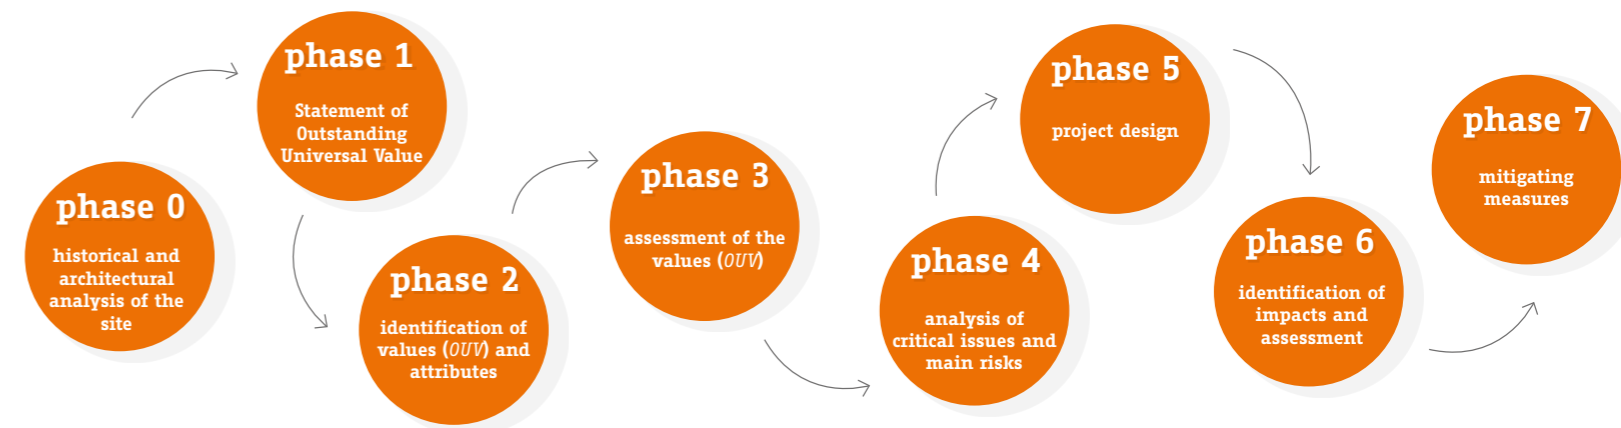 phase 0
historical and
architectural
analysis of the
site
phase 1
Statement of
Outstanding
Universal Value
phase 2
identification of
values (OUV) and
attributes
phase 3
assessment of the
values (OUV)
phase 4
analysis of
critical issues and
main risks
phase 5
project design
phase 6
identification of
impacts and
assessment
phase 7
mitigating
measures